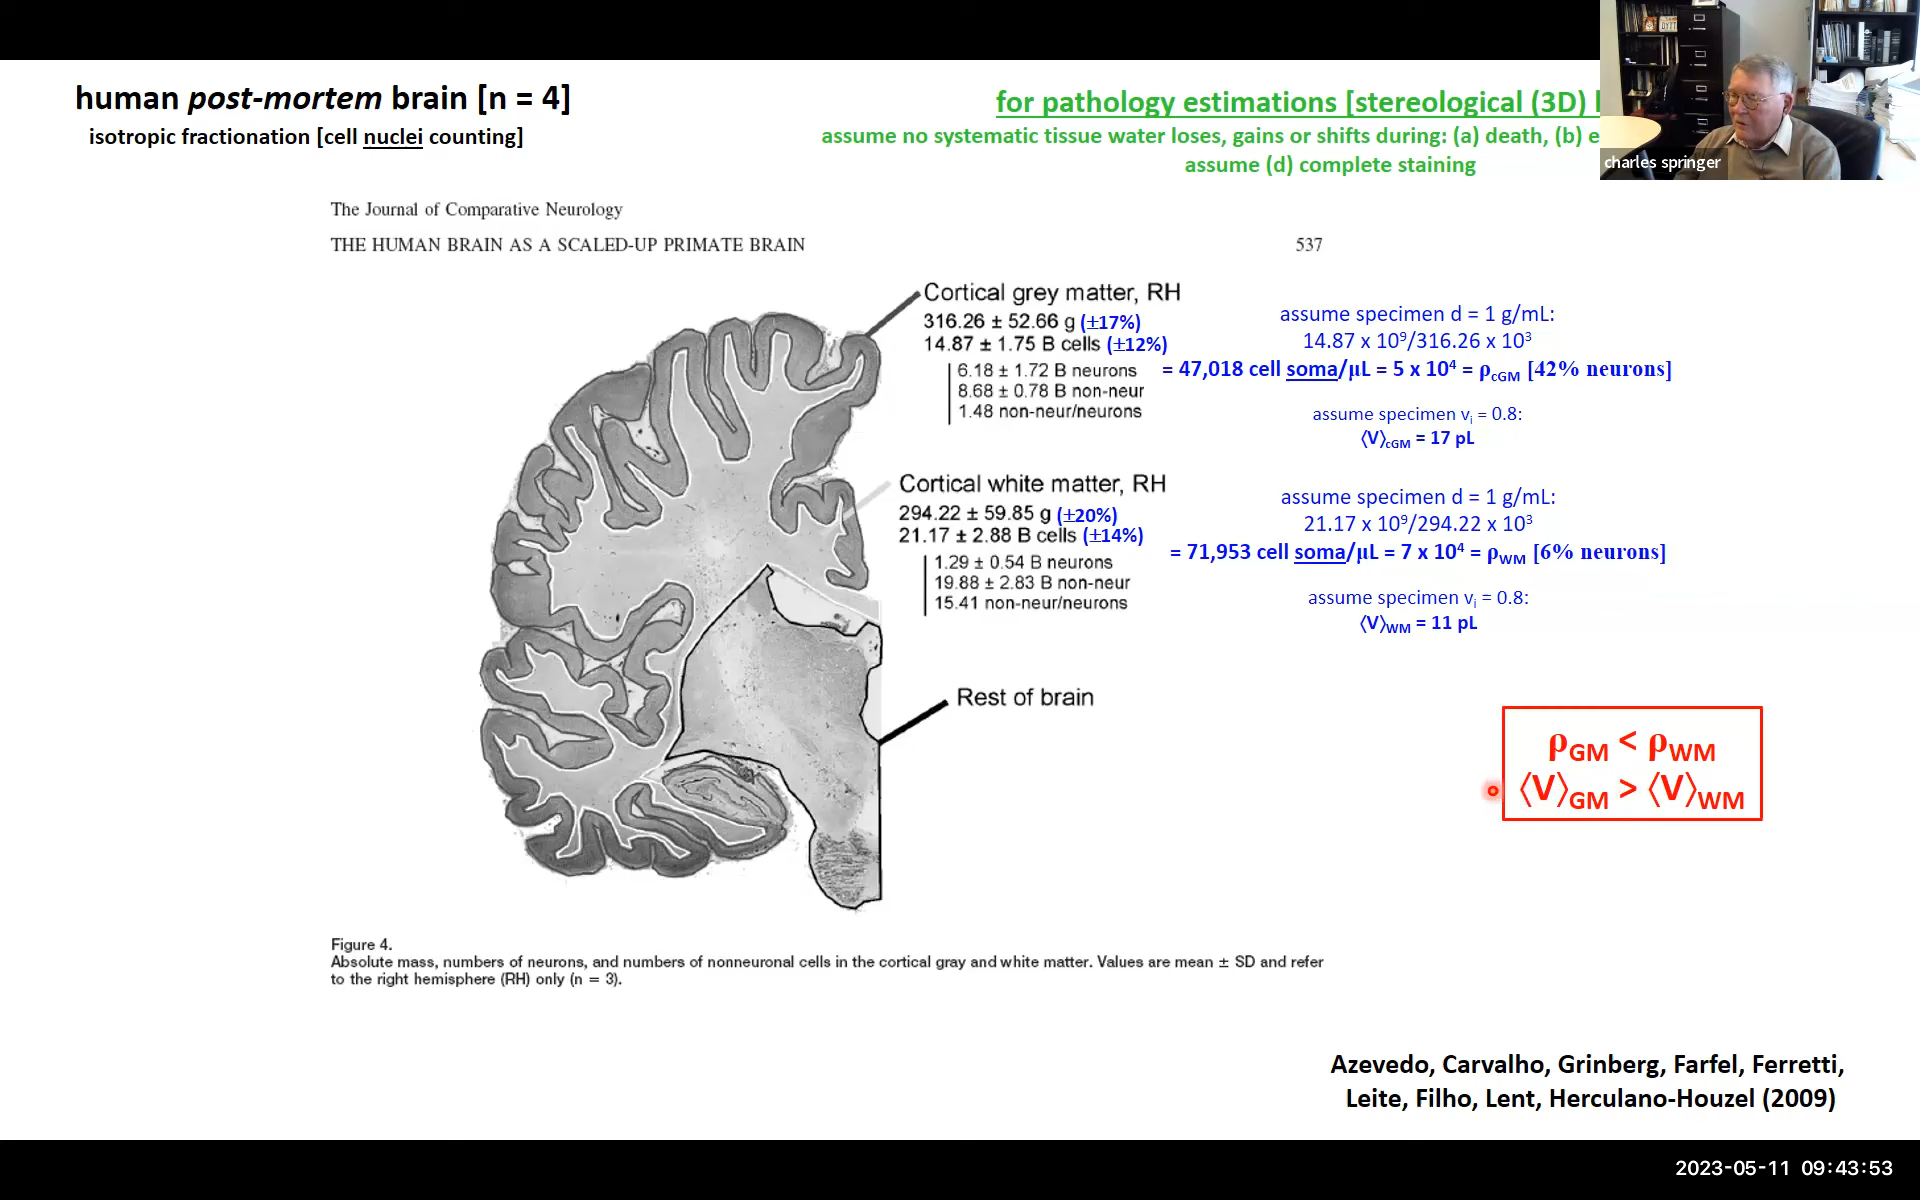 human post-mortem brain [n = 4]
isotropic fractionation [cell nuclei counting]
for pathology estimations [stereological (3D)
assume no systematic tissue water loses, gains or shifts during: (a) death, (b)
assume (d) complete staining
charles springer
The Journal of Comparative Neurology
THE HUMAN BRAIN AS A SCALED-UP PRIMATE BRAIN 537
Cortical grey matter, RH
316.26 ± 52.66 g (±17%)
14.87 ± 1.75 B cells (±12%)
6.18 ± 1.72 B neurons
8.68 ± 0.78 B non-neur
1.48 non-neur/neurons
assume specimen d = 1 g/mL:
14.87 x 10⁹/316.26 x 10³
= 47,018 cell soma/μL = 5 x 10⁴ = ρcGM [42% neurons]
assume specimen vi = 0.8:
⟨V⟩cGM = 17 pL
Cortical white matter, RH
294.22 ± 59.85 g (±20%)
21.17 ± 2.88 B cells (±14%)
1.29 ± 0.54 B neurons
19.88 ± 2.83 B non-neur
15.41 non-neur/neurons
assume specimen d = 1 g/mL:
21.17 x 10⁹/294.22 x 10³
= 71,953 cell soma/μL = 7 x 10⁴ = ρWM [6% neurons]
assume specimen vi = 0.8:
⟨V⟩WM = 11 pL
Rest of brain
ρGM < ρWM
⟨V⟩GM > ⟨V⟩WM
Figure 4.
Absolute mass, numbers of neurons, and numbers of nonneuronal cells in the cortical gray and white matter. Values are mean ± SD and refer
to the right hemisphere (RH) only (n = 3).
Azevedo, Carvalho, Grinberg, Farfel, Ferretti,
Leite, Filho, Lent, Herculano-Houzel (2009)
2023-05-11 09:43:53